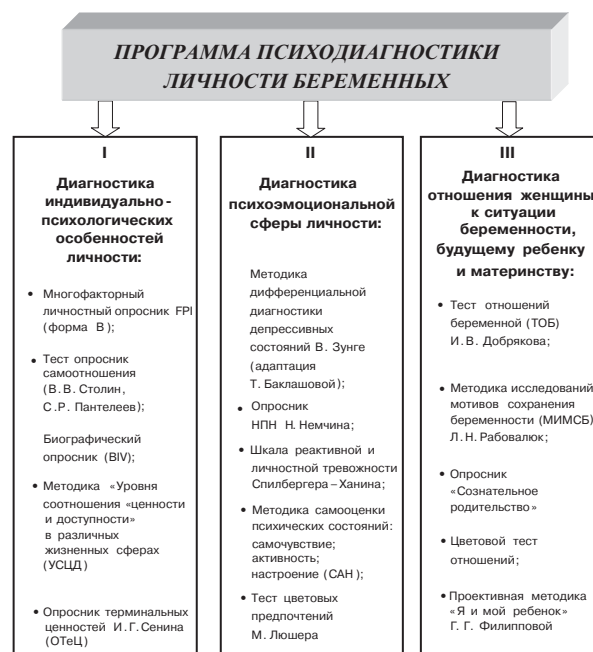 ПРОГРАММА ПСИХОДИАГНОСТИКИ
ЛИЧНОСТИ БЕРЕМЕННЫХ
I
Диагностика
индивидуально-
психологических
особенностей
личности:
• Многофакторный
личностный опросник FPI
(форма В);
• Тест опросник
самоотношения
(В.В. Столин,
С.Р. Пантелеев);
Биографический
опросник (BIV);
• Методика «Уровня
соотношения «ценности
и доступности»
в различных
жизненных сферах
(УСЦД)
• Опросник терминальных
ценностей И.Г.Сенина
(ОТеЦ)
II
Диагностика
психоэмоциональной
сферы личности:
Методика
дифференциальной
диагностики
депрессивных
состояний В. Зунге
(адаптация
Т. Баклашовой);
• Опросник
НПН Н. Немчина;
• Шкала реактивной и
личностной тревожности
Спилбергера–Ханина;
• Методика самооценки
психических состояний:
самочувствие;
активность;
настроение (САН);
• Тест цветовых
предпочтений
М. Люшера
III
Диагностика
отношения женщины
к ситуации
беременности,
будущему ребенку
и материнству:
• Тест отношений
беременной (ТОБ)
И.В. Добрякова;
• Методика исследований
мотивов сохранения
беременности (МИМСБ)
Л.Н. Рабовалюк;
• Опросник
«Сознательное
родительство»
• Цветовой тест
отношений;
• Проективная методика
«Я и мой ребенок»
Г. Г. Филипповой